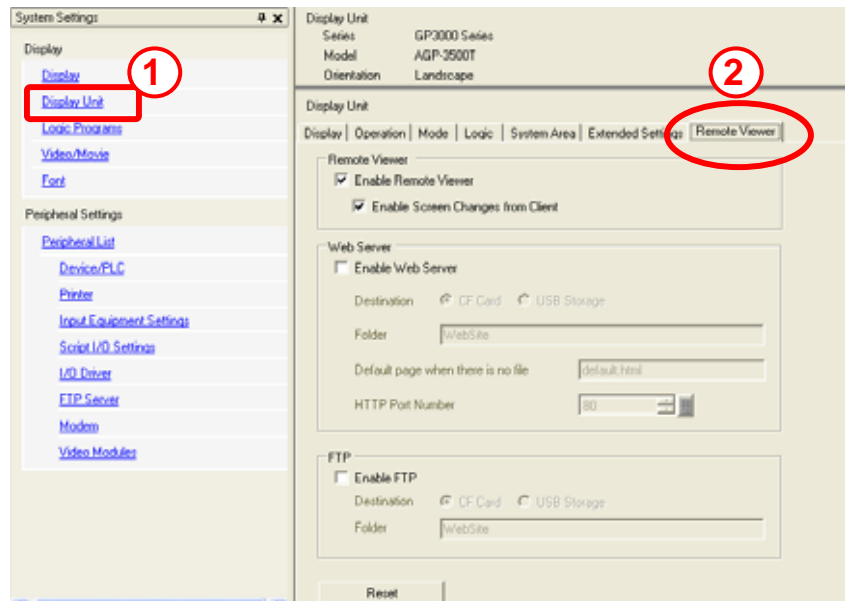 System Settings
Display
Display
Display Unit
Logic Programs
Video/Movie
Font
Peripheral Settings
Peripheral List
Device/PLC
Printer
Input Equipment Settings
Script I/O Settings
I/O Driver
FTP Server
Modem
Video Modules
1
Display Unit
Series GP3000 Series
Model AGP-3500T
Orientation Landscape
2
Display Unit
Display Operation Mode Logic System Area Extended Settings Remote Viewer
Remote Viewer
Enable Remote Viewer
Enable Screen Changes from Client
Web Server
Enable Web Server
Destination CF Card USB Storage
Folder \WebSite
Default page when there is no file default.html
HTTP Port Number 80
FTP
Enable FTP
Destination CF Card USB Storage
Folder \WebSite
Reset